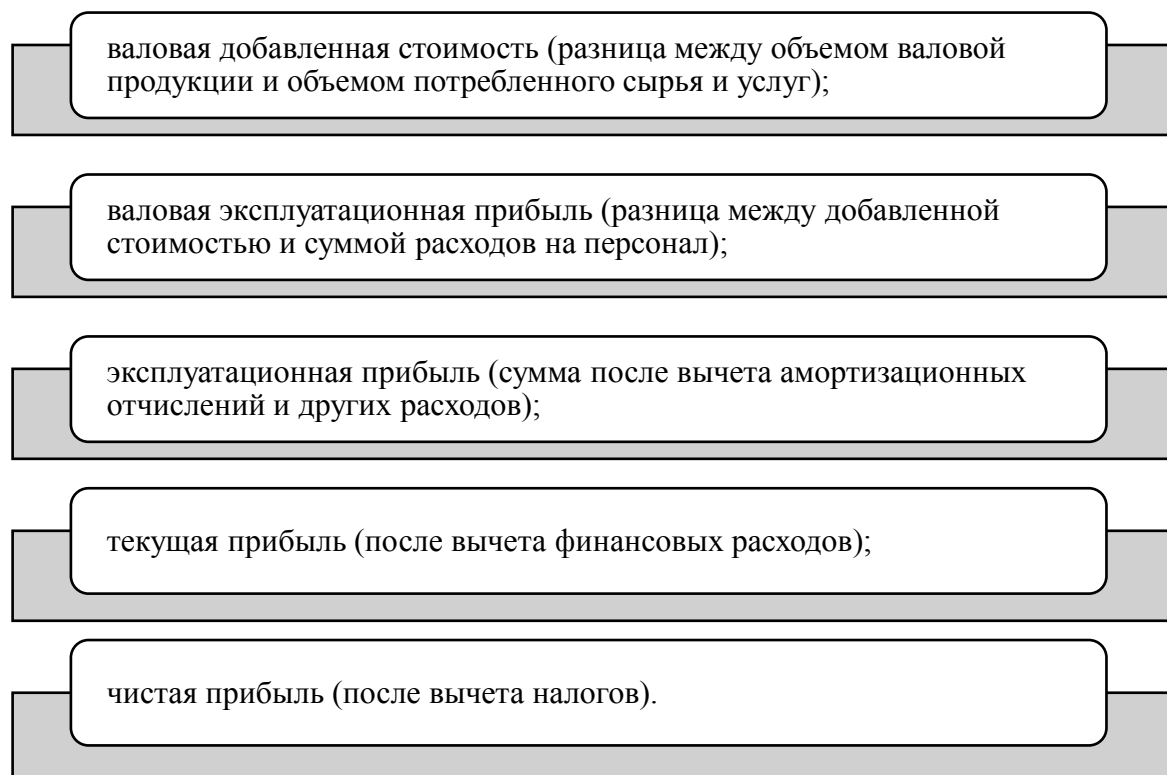 валовая добавленная стоимость (разница между объемом валовой
продукции и объемом потребленного сырья и услуг);
валовая эксплуатационная прибыль (разница между добавленной
стоимостью и суммой расходов на персонал);
эксплуатационная прибыль (сумма после вычета амортизационных
отчислений и других расходов);
текущая прибыль (после вычета финансовых расходов);
чистая прибыль (после вычета налогов).